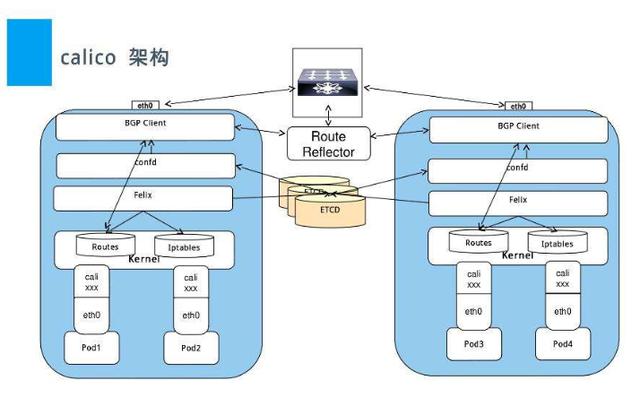 calico 架构
eth0
BGP Client
confd
Felix
Routes
Iptables
Kernel
cali
xxx
cali
xxx
eth0
eth0
Pod1
Pod2
Route
Reflector
ETCD
ETCD
eth0
BGP Client
confd
Felix
Routes
Iptables
Kernel
cali
xxx
cali
xxx
eth0
eth0
Pod3
Pod4